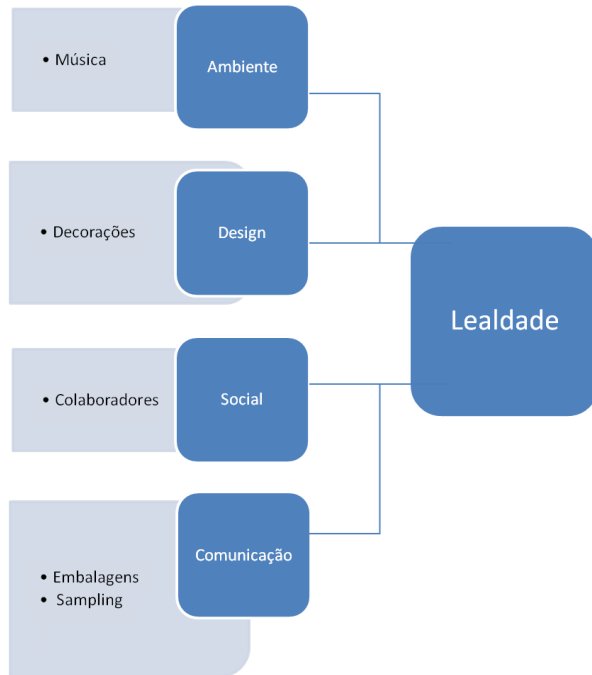 • Música
Ambiente
• Decorações
Design
Lealdade
• Colaboradores
Social
Comunicação
• Embalagens
• Sampling